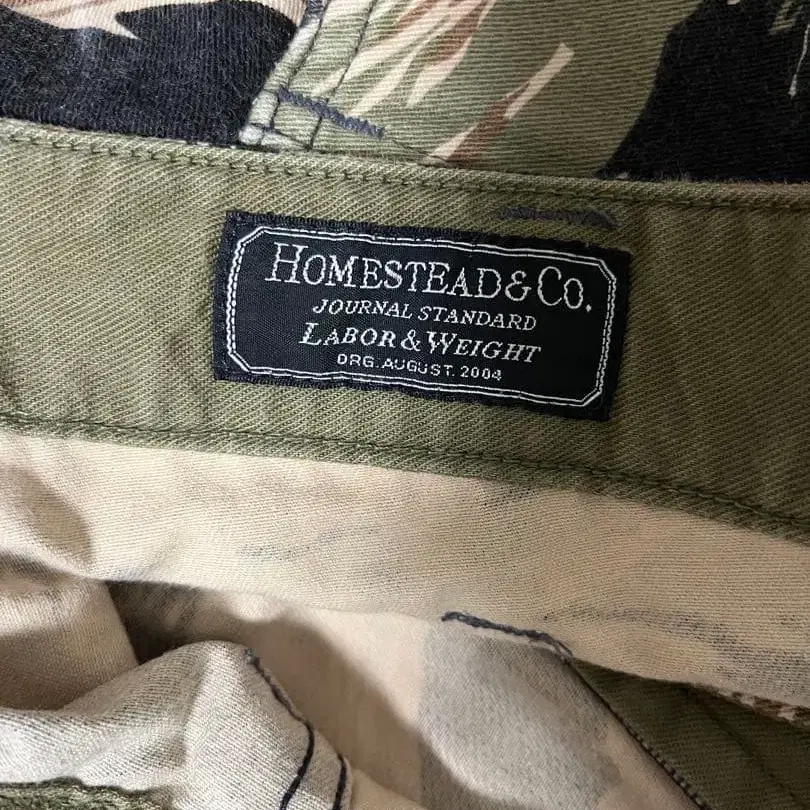 HOMESTEAD&CO.
JOURNAL STANDARD
LABOR&WEIGHT
ORG.AUGUST.2004